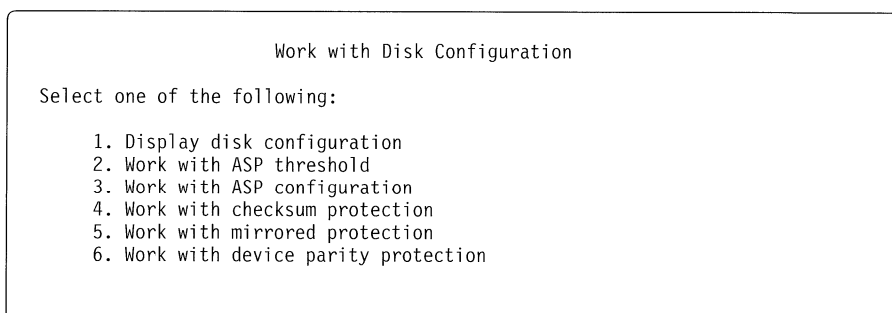 Work with Disk Configuration
Select one of the following:
1. Display disk configuration
2. Work with ASP threshold
3. Work with ASP configuration
4. Work with checksum protection
5. Work with mirrored protection
6. Work with device parity protection